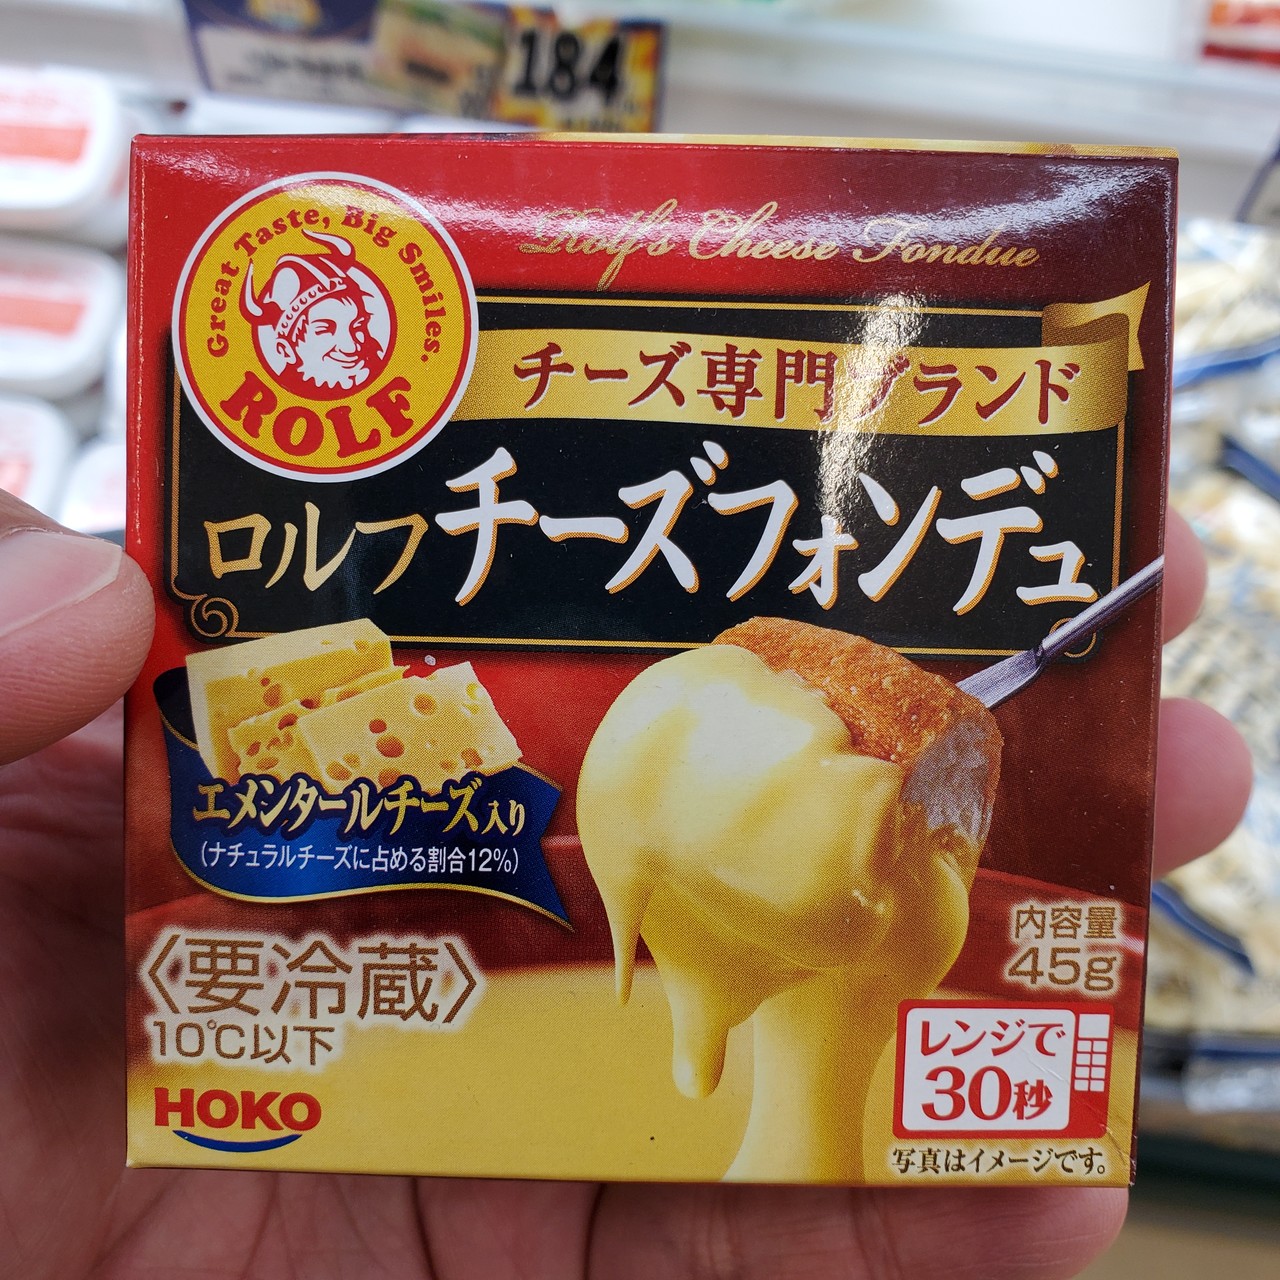 184
Great Taste, Big Smiles.
ROLF
Rolf's Cheese Fondue
チーズ専門ブランド
ロルフチーズフォンデュ
エメンタールチーズ入り
(ナチュラルチーズに占める割合12%)
〈要冷蔵〉
10℃以下
HOKO
内容量
45g
レンジで
30秒
写真はイメージです。